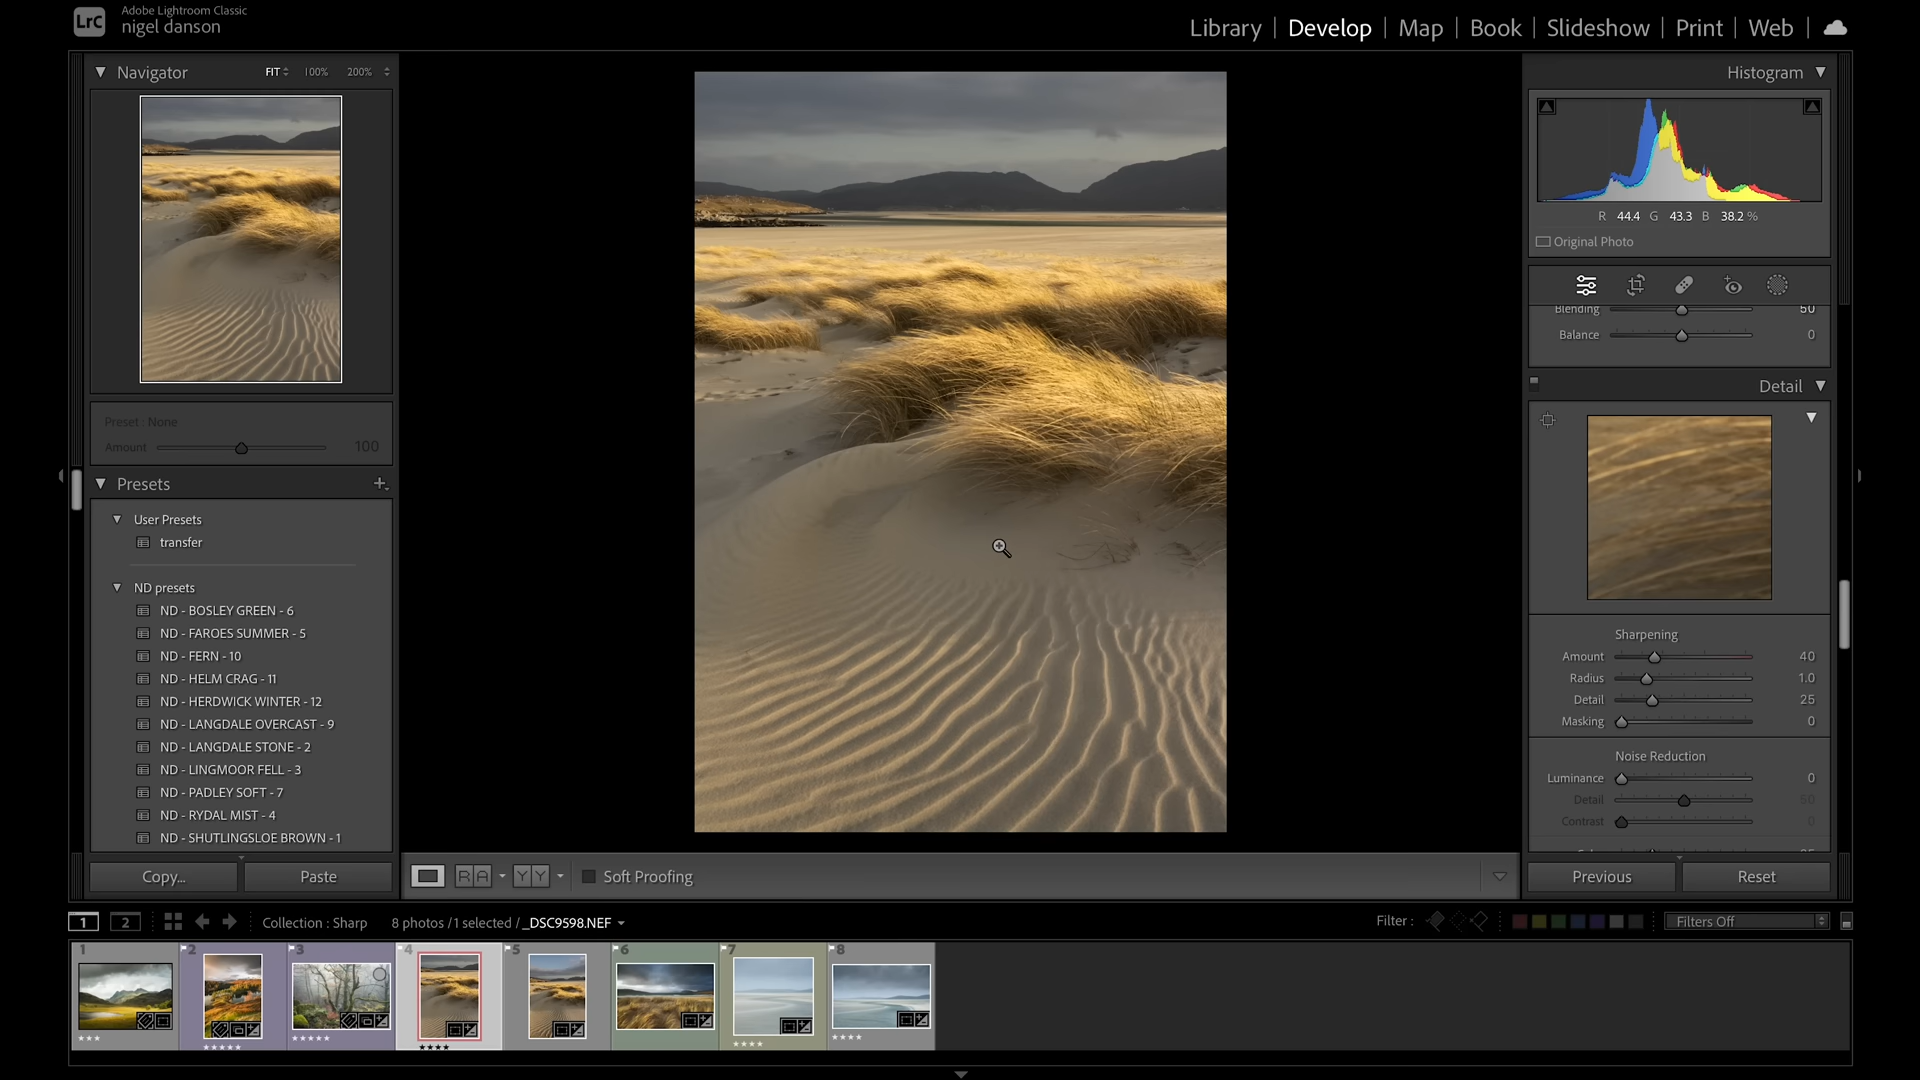 LrC
Adobe Lightroom Classic
nigel danson
Library | Develop | Map | Book | Slideshow | Print | Web
Navigator FIT 100% 200%
Preset : None
Amount 100
Presets
User Presets
transfer
ND presets
ND - BOSLEY GREEN - 6
ND - FAROES SUMMER - 5
ND - FERN - 10
ND - HELM CRAG - 11
ND - HERDWICK WINTER - 12
ND - LANGDALE OVERCAST - 9
ND - LANGDALE STONE - 2
ND - LINGMOOR FELL - 3
ND - PADLEY SOFT - 7
ND - RYDAL MIST - 4
ND - SHUTLINGSLOE BROWN - 1
Copy... Paste
R A Y Y Soft Proofing
Histogram
R 44.4 G 43.3 B 38.2 %
Original Photo
Blending 50
Balance 0
Detail
Sharpening
Amount 40
Radius 1.0
Detail 25
Masking 0
Noise Reduction
Luminance 0
Detail 50
Contrast 0
Previous Reset
1 2 Collection : Sharp 8 photos / 1 selected / _DSC9598.NEF Filter : Filters Off
1 2 3 4 5 6 7 8